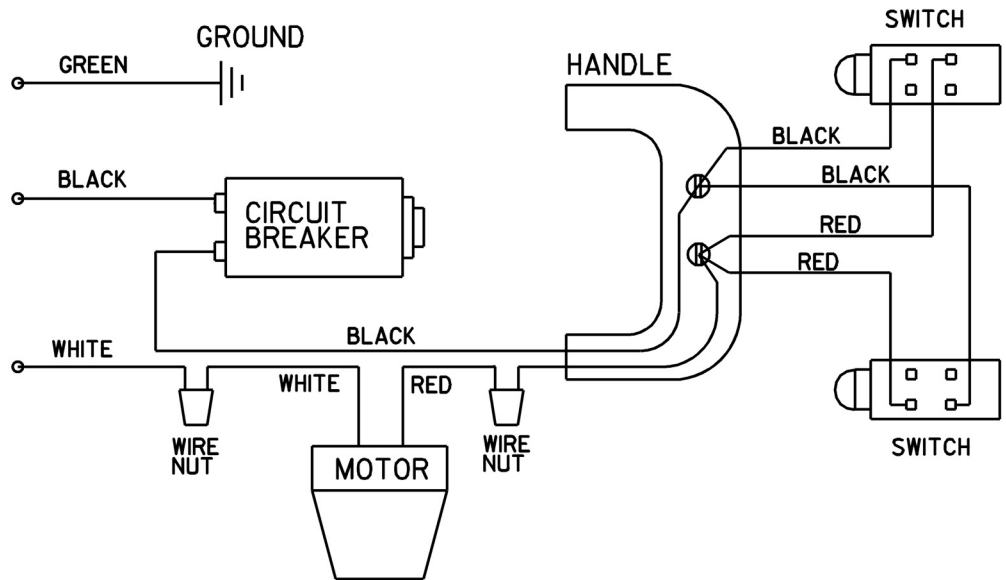 SWITCH
GROUND
HANDLE
GREEN
BLACK
BLACK
BLACK
CIRCUIT
BREAKER
RED
RED
BLACK
WHITE
WHITE
RED
WIRE
NUT
WIRE
NUT
SWITCH
MOTOR